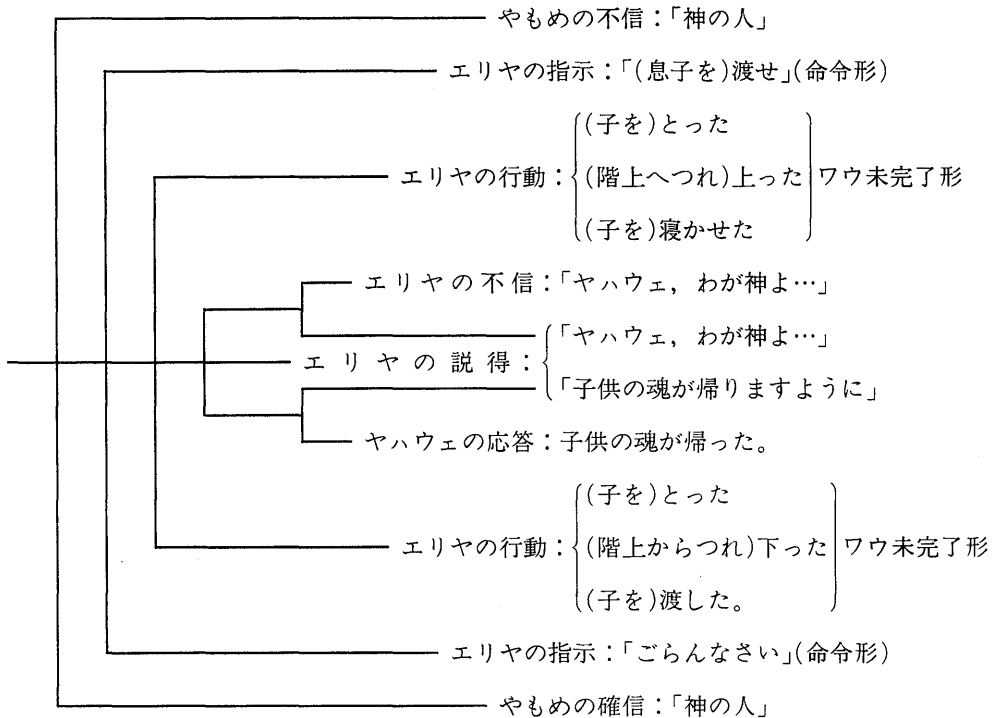 やもめの不信：「神の人」
エリヤの指示：「(息子を)渡せ」(命令形)
(子を)とった
エリヤの行動： (階上へつれ)上った ワウ未完了形
(子を)寝かせた
エリヤの不信：「ヤハウェ，わが神よ…」
「ヤハウェ，わが神よ…」
エリヤの説得：
「子供の魂が帰りますように」
ヤハウェの応答：子供の魂が帰った。
(子を)とった
エリヤの行動： (階上からつれ)下った ワウ未完了形
(子を)渡した。
エリヤの指示：「ごらんなさい」(命令形)
やもめの確信：「神の人」